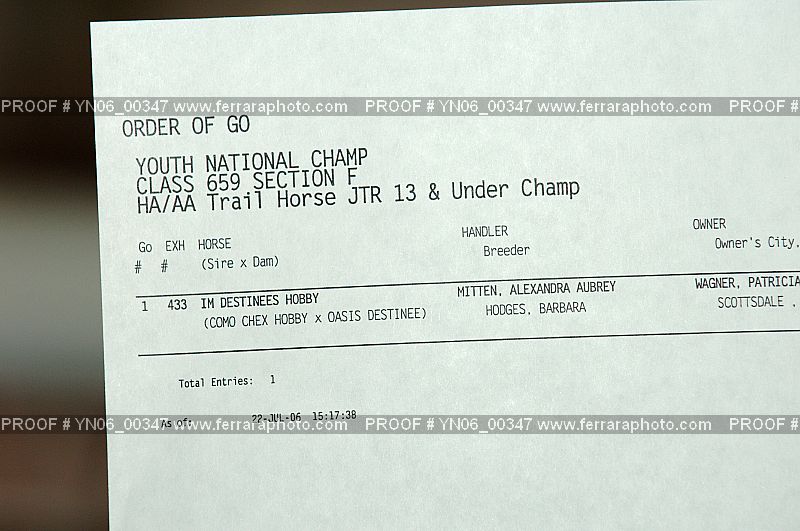 PROOF # YN06_00347 www.ferraraphoto.com PROOF # YN06_00347 www.ferraraphoto.com PROOF # YN
ORDER OF GO
YOUTH NATIONAL CHAMP
CLASS 659 SECTION F
HA/AA Trail Horse JTR 13 & Under Champ
Go EXH HORSE HANDLER OWNER
# # (Sire x Dam) Breeder Owner's City.
1 433 IM DESTINEES HOBBY MITTEN, ALEXANDRA AUBREY WAGNER, PATRICIA
(COMO CHEX HOBBY x OASIS DESTINEE) HODGES, BARBARA SCOTTSDALE .
Total Entries: 1
As of: 22-JUL-06 15:17:38
PROOF # YN06_00347 www.ferraraphoto.com PROOF # YN06_00347 www.ferraraphoto.com PROOF # YN